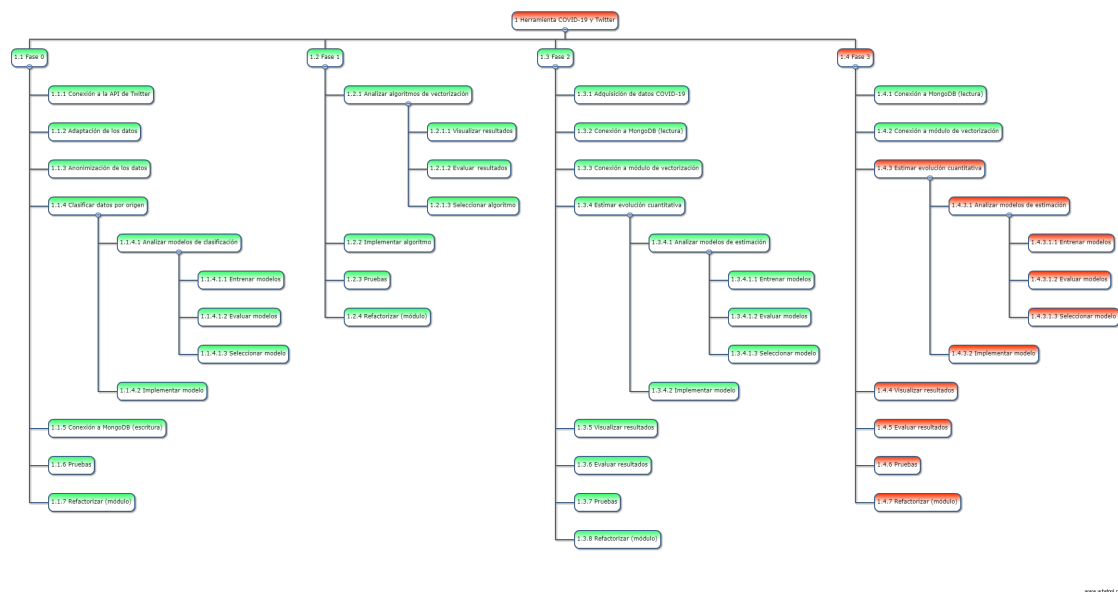 1 Herramienta COVID-19 y Twitter
1.1 Fase 0
1.1.1 Conexión a la API de Twitter
1.1.2 Adaptación de los datos
1.1.3 Anonimización de los datos
1.1.4 Clasificar datos por origen
1.1.4.1 Analizar modelos de clasificación
1.1.4.1.1 Entrenar modelos
1.1.4.1.2 Evaluar modelos
1.1.4.1.3 Seleccionar modelo
1.1.4.2 Implementar modelo
1.1.5 Conexión a MongoDB (escritura)
1.1.6 Pruebas
1.1.7 Refactorizar (módulo)
1.2 Fase 1
1.2.1 Analizar algoritmos de vectorización
1.2.1.1 Visualizar resultados
1.2.1.2 Evaluar resultados
1.2.1.3 Seleccionar algoritmo
1.2.2 Implementar algoritmo
1.2.3 Pruebas
1.2.4 Refactorizar (módulo)
1.3 Fase 2
1.3.1 Adquisición de datos COVID-19
1.3.2 Conexión a MongoDB (lectura)
1.3.3 Conexión a módulo de vectorización
1.3.4 Estimar evolución cuantitativa
1.3.4.1 Analizar modelos de estimación
1.3.4.1.1 Entrenar modelos
1.3.4.1.2 Evaluar modelos
1.3.4.1.3 Seleccionar modelo
1.3.4.2 Implementar modelo
1.3.5 Visualizar resultados
1.3.6 Evaluar resultados
1.3.7 Pruebas
1.3.8 Refactorizar (módulo)
1.4 Fase 3
1.4.1 Conexión a MongoDB (lectura)
1.4.2 Conexión a módulo de vectorización
1.4.3 Estimar evolución cuantitativa
1.4.3.1 Analizar modelos de estimación
1.4.3.1.1 Entrenar modelos
1.4.3.1.2 Evaluar modelos
1.4.3.1.3 Seleccionar modelo
1.4.3.2 Implementar modelo
1.4.4 Visualizar resultados
1.4.5 Evaluar resultados
1.4.6 Pruebas
1.4.7 Refactorizar (módulo)